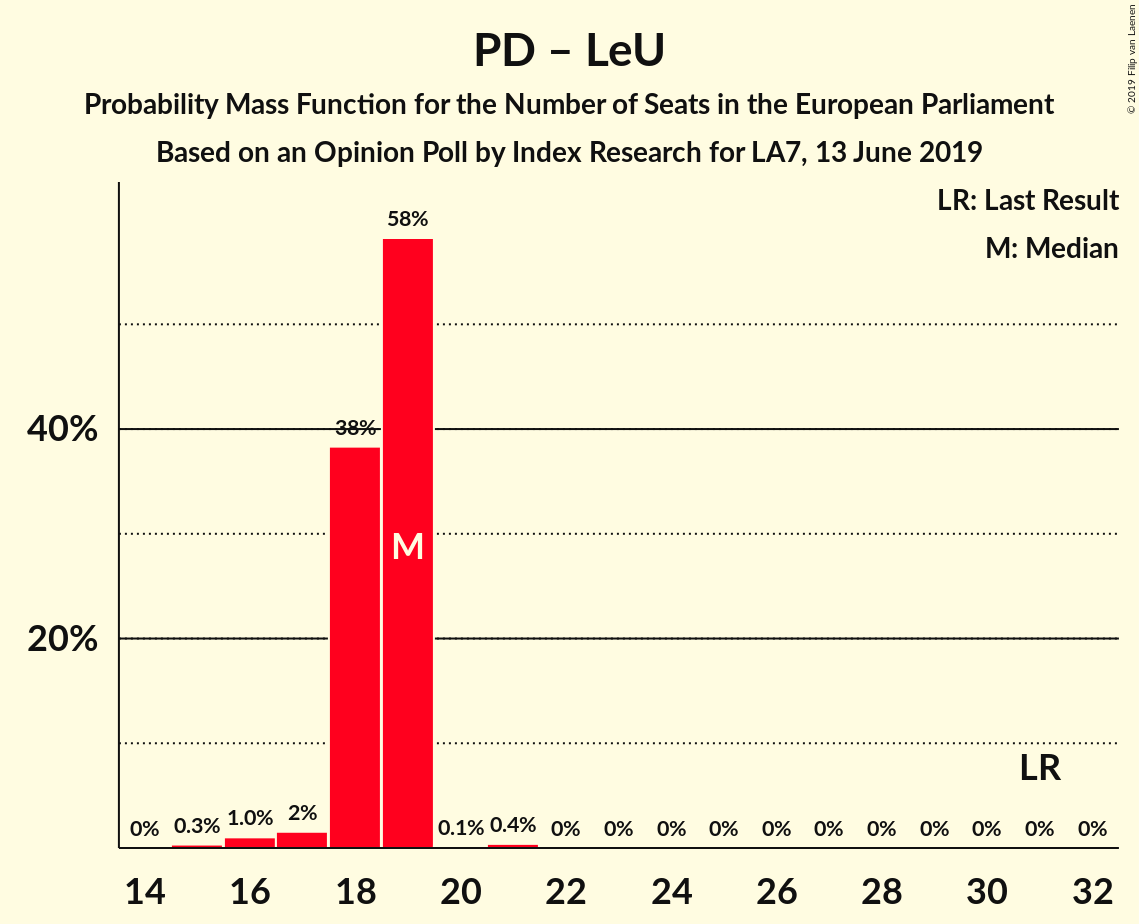 PD – LeU
Probability Mass Function for the Number of Seats in the European Parliament
Based on an Opinion Poll by Index Research for LA7, 13 June 2019
© 2019 Filip van Laenen
LR: Last Result
M: Median
58%
40%
38%
M
20%
LR
0% 0.3% 1.0% 2% 0.1% 0.4% 0% 0% 0% 0% 0% 0% 0% 0% 0% 0% 0%
14 16 18 20 22 24 26 28 30 32